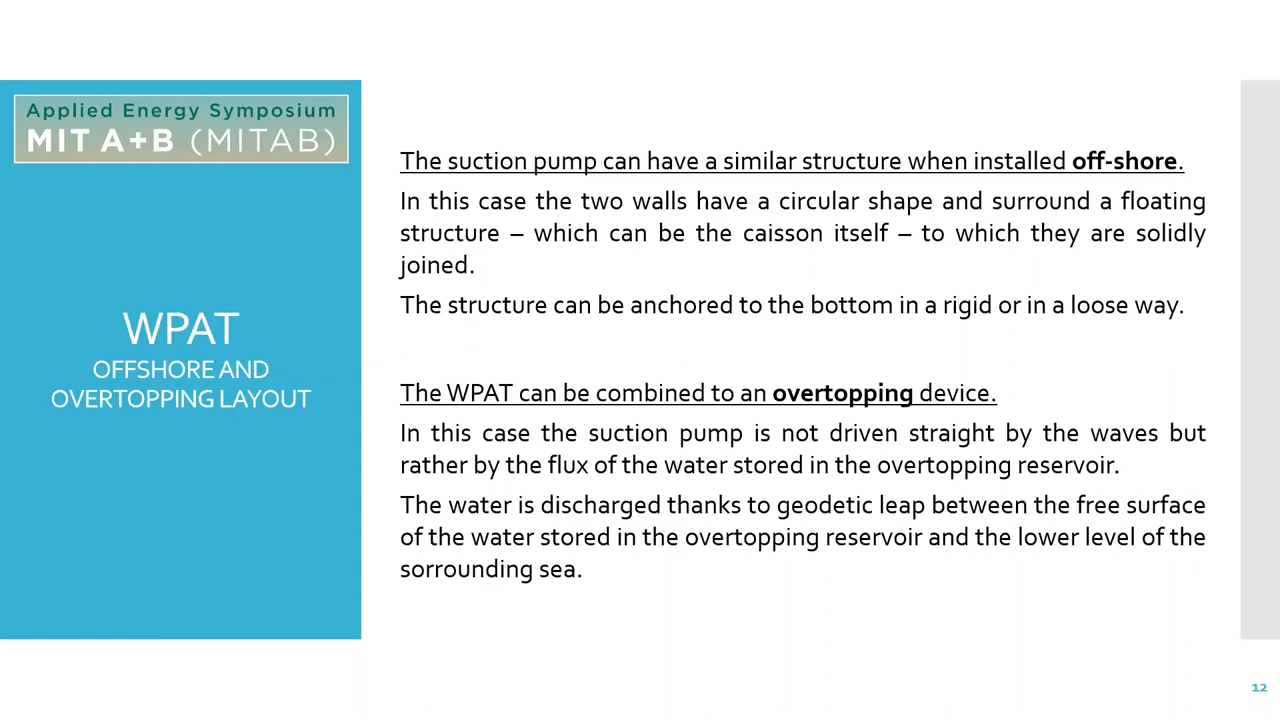 Applied Energy Symposium
MIT A+B (MITAB)
WPAT
OFFSHORE AND
OVERTOPPING LAYOUT
The suction pump can have a similar structure when installed off-shore.
In this case the two walls have a circular shape and surround a floating
structure – which can be the caisson itself – to which they are solidly
joined.
The structure can be anchored to the bottom in a rigid or in a loose way.
The WPAT can be combined to an overtopping device.
In this case the suction pump is not driven straight by the waves but
rather by the flux of the water stored in the overtopping reservoir.
The water is discharged thanks to geodetic leap between the free surface
of the water stored in the overtopping reservoir and the lower level of the
sorrounding sea.
12